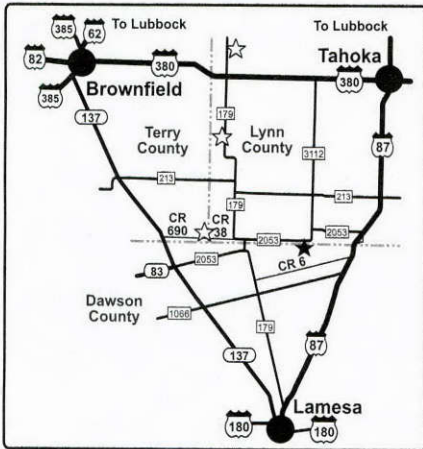 To Lubbock
To Lubbock
385
62
82
380
Tahoka
380
Brownfield
385
137
179
Terry
County
Lynn
County
3112
87
213
213
179
CR
690
CR
38
2053
2053
2053
CR 6
83
Dawson
County
1066
179
137
87
Lamesa
180
180